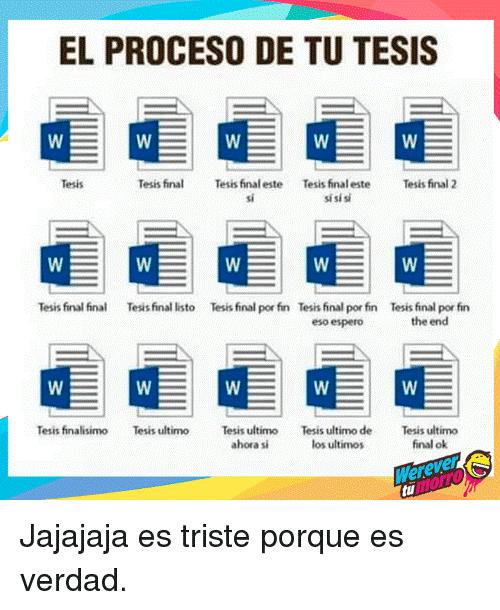 EL PROCESO DE TU TESIS
W W W W W
Tesis Tesis final Tesis final este Tesis final este Tesis final 2
si si si si
W W W W W
Tesis final final Tesis final listo Tesis final por fin Tesis final por fin Tesis final por fin
eso espero the end
W W W W W
Tesis finalisimo Tesis ultimo Tesis ultimo Tesis ultimo de Tesis ultimo
ahora si los ultimos final ok
Werever
tumorro
Jajajaja es triste porque es
verdad.